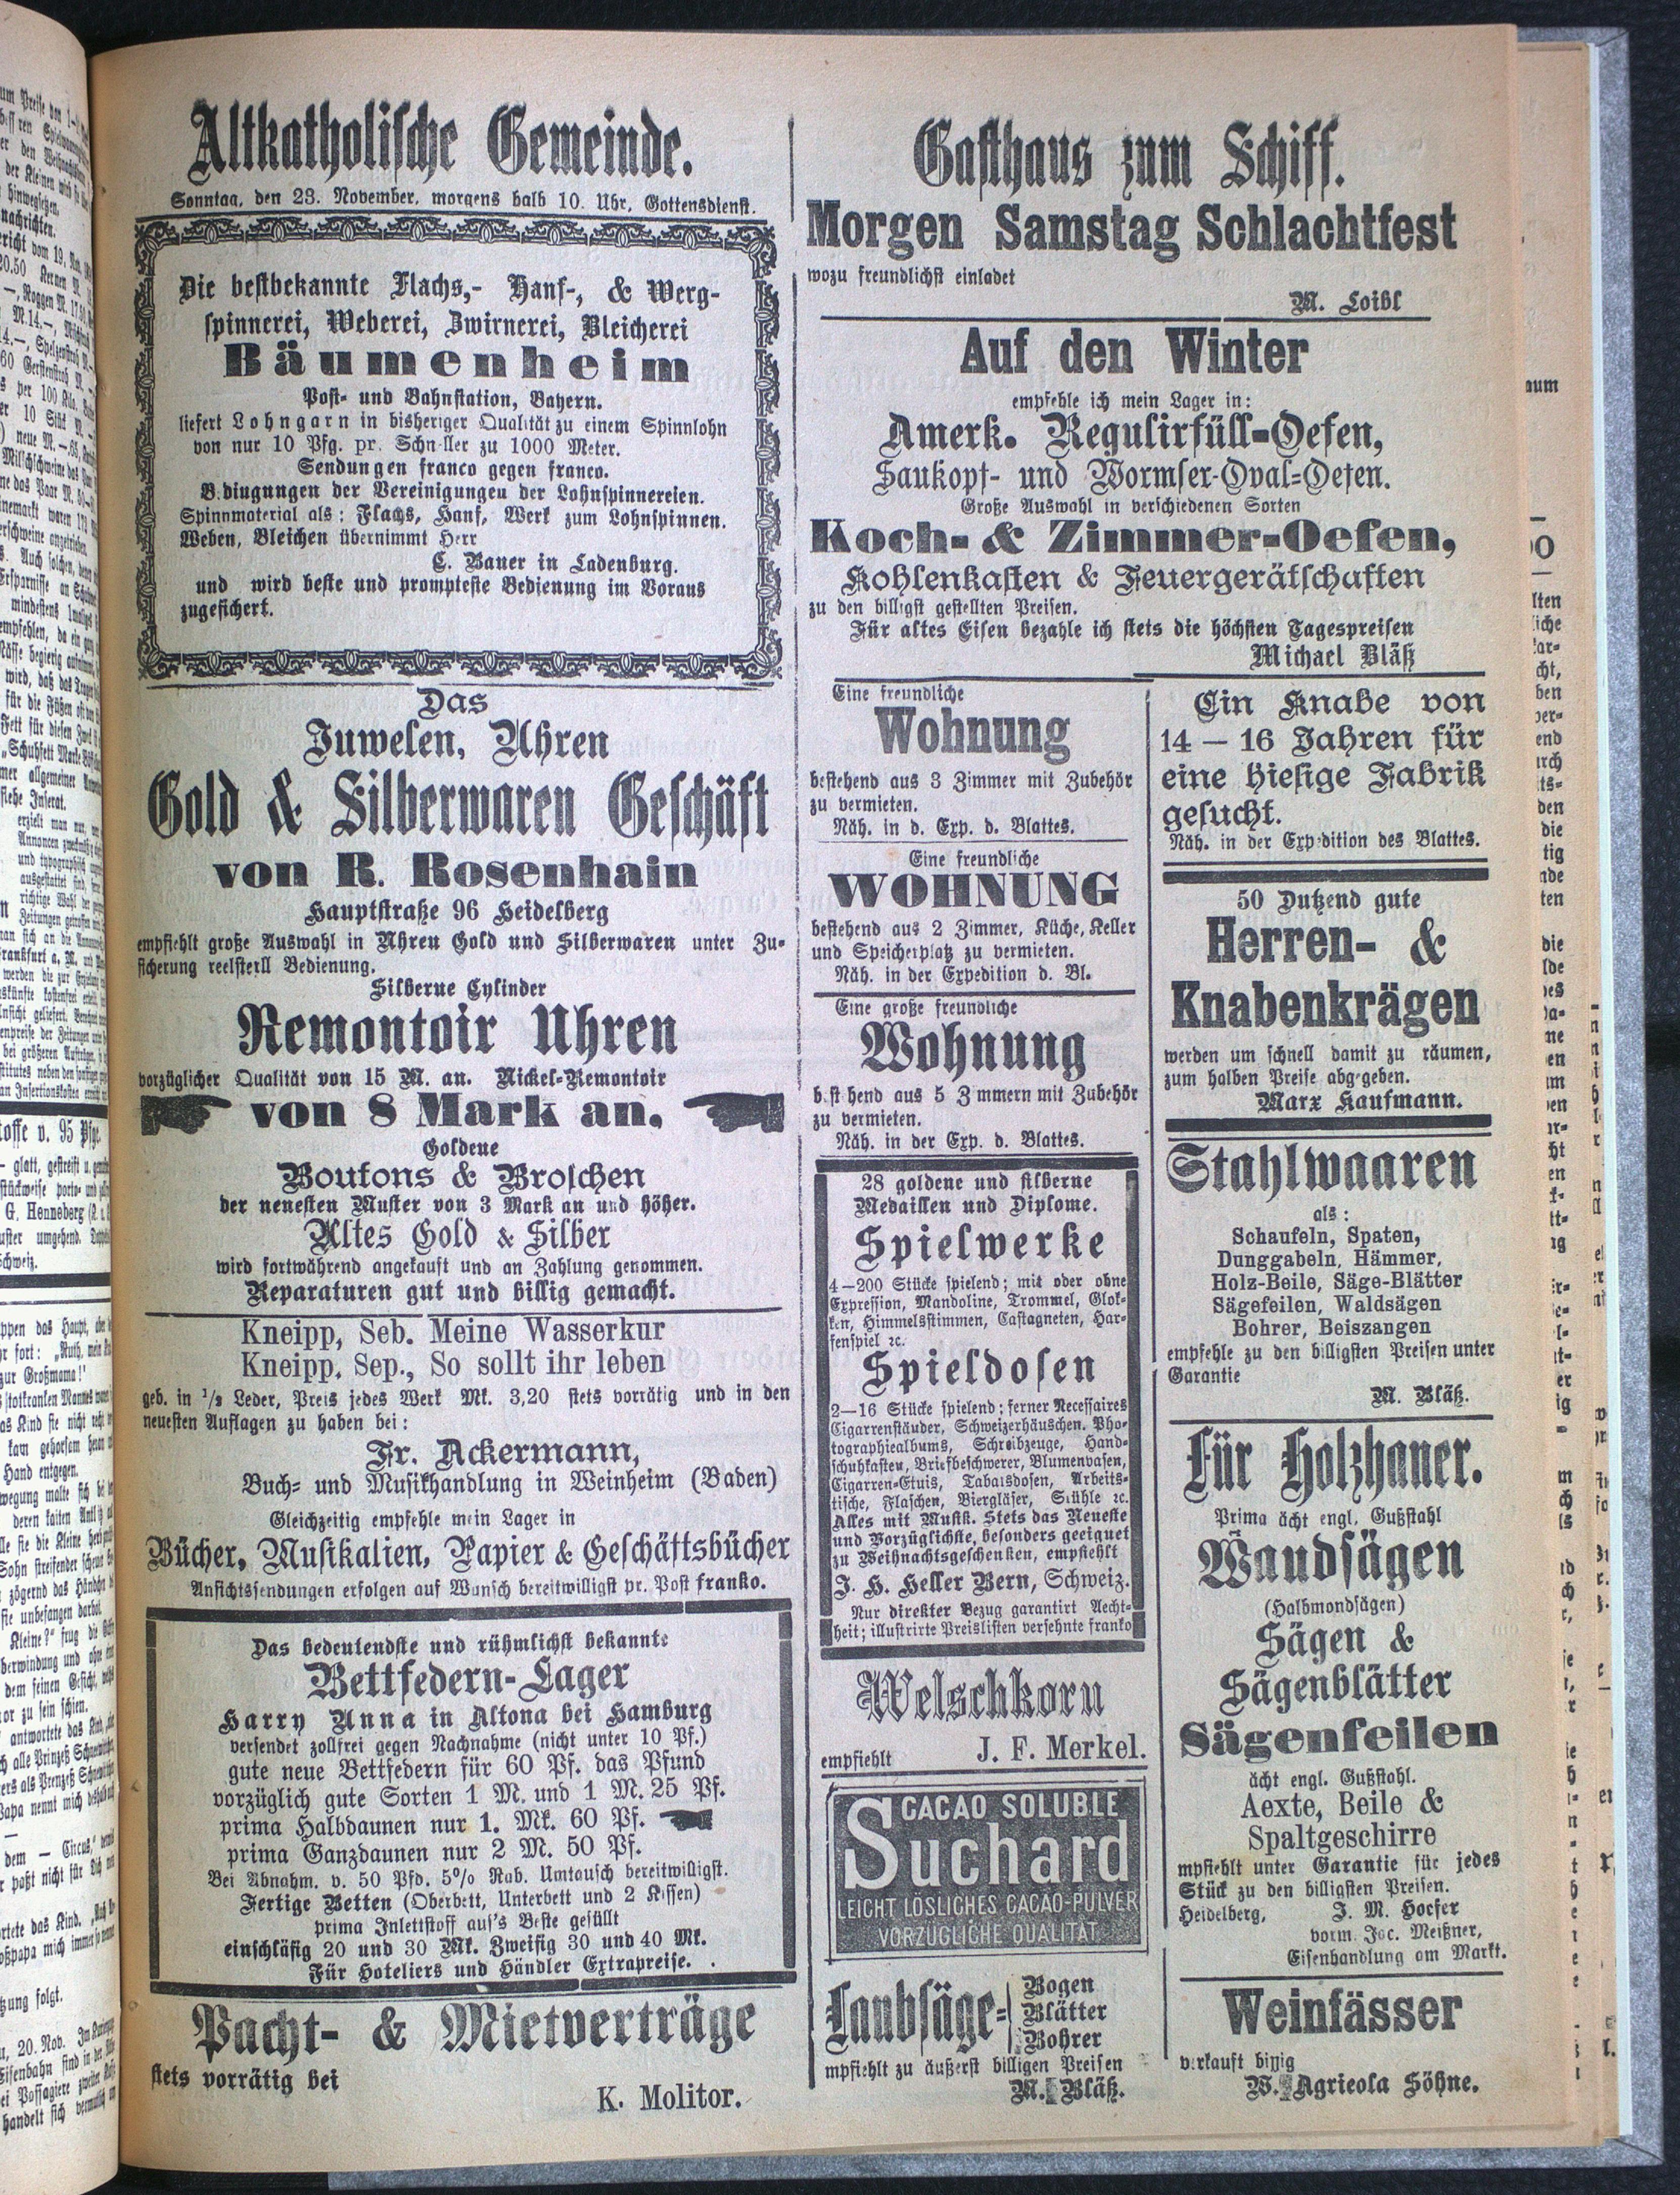 Altkatholische Gemeinde.
Sonntag, den 23. November, morgens halb 10. Uhr, Gottensdienst.
Die bestbekannte Flachs,- Hanf-, & Werg-
spinnerei, Weberei, Zwirnerei, Bleicherei
Bäumenheim
Post- und Bahnstation, Bayern.
liefert Lohngarn in bisheriger Qualität zu einem Spinnlohn
von nur 10 Pfg. pr. Schn ller zu 1000 Meter.
Sendungen franco gegen franco.
B.diugungen der Vereinigungeu der Lohnspinnereien.
Spinnmaterial als: Flachs, Hanf, Werk zum Lohnspinnen.
Weben, Bleichen übernimmt Herr
C. Bauer in Ladenburg.
und wird beste und prompteste Bedienung im Voraus
zugesichert.
Das
Juwelen, Uhren
Gold & Silberwaren Geschäft
von R. Rosenhain
Hauptstraße 96 Heidelberg
empfiehlt große Auswahl in Uhren Gold und Silberwaren unter Zu-
sicherung reelsterll Bedienung.
Silberne Cylinder
Remontoir Uhren
vorzüglicher Qualität von 15 M. an. Nickel-Remontoir
von 8 Mark an,
Goldene
Boutons & Broschen
der neuesten Muster von 3 Mark an und höher.
Altes Gold & Silber
wird fortwährend angekauft und an Zahlung genommen.
Reparaturen gut und billig gemacht.
Kneipp, Seb. Meine Wasserkur
Kneipp, Sep., So sollt ihr leben
geb. in 1/2 Leder, Preis jedes Werk Mk. 3,20 stets vorrätig und in den
neuesten Auflagen zu haben bei:
Fr. Ackermann,
Buch- und Musikhandlung in Weinheim (Baden)
Gleichzeitig empfehle mein Lager in
Bücher, Musikalien, Papier & Geschäftsbücher
Ansichtssendungen erfolgen auf Wunsch bereitwilligst pr. Post franko.
Das bedeutendste und rühmlichst bekannte
Bettfedern-Lager
Harry Unna in Altona bei Hamburg
versendet zollfrei gegen Nachnahme (nicht unter 10 Pf.)
gute neue Bettfedern für 60 Pf. das Pfund
vorzüglich gute Sorten 1 M. und 1 M. 25 Pf.
prima Halbdaunen nur 1. Mk. 60 Pf.
prima Ganzdaunen nur 2 M. 50 Pf.
Bei Abnahm. v. 50 Pfd. 5% Rab. Umtausch bereitwilligst.
Fertige Betten (Oberbett, Unterbett und 2 Kissen)
prima Inlettstoff auf's Beste gefüllt
einschläfig 20 und 30 Mk. Zweifig 30 und 40 Mk.
Für Hoteliers und Händler Extrapreise.
Pacht- & Mietverträge
stets vorrätig bei
K. Molitor.
Gasthaus zum Schiff.
Morgen Samstag Schlachtfest
wozu freundlichst einladet
M. Loibl
Auf den Winter
empfehle ich mein Lager in:
Amerk. Regulirfüll=Oefen,
Saukopf- und Wormser-Oval=Oefen.
Große Auswahl in verschiedenen Sorten
Koch- & Zimmer-Oefen,
Kohlenkasten & Feuergerätschaften
zu den billigst gestellten Preisen.
Für altes Eisen bezahle ich stets die höchsten Tagespreisen
Michael Bläß
Eine freundliche
Wohnung
bestehend aus 3 Zimmer mit Zubehör
zu vermieten.
Näh. in d. Exp. d. Blattes.
Eine freundliche
WOHNUNG
bestehend aus 2 Zimmer, Küche, Keller
und Speicherplatz zu vermieten.
Näh. in der Expedition d. Bl.
Eine große freundliche
Wohnung
b.st hend aus 5 Z mmern mit Zubehör
zu vermieten.
Näh. in der Exp. d. Blattes.
28 goldene und silberne
Medaillen und Diplome.
Spielwerke
4—200 Stücke spielend; mit oder ohne
Expression, Mandoline, Trommel, Glok-
ken, Himmelsstimmen, Castagneten, Har-
fenspiel ꝛc.
Spieldosen
2—16 Stücke spielend; ferner Necessaires
Cigarrenständer, Schweizerhäuschen. Pho-
tographiealbums, Schreibzeuge, Hand-
schuhkasten, Briefbeschwerer, Blumenvasen,
Cigarren-Etuis, Tabaisdosen, Arbeits-
tische, Flaschen, Biergläser, Stühle ꝛc.
Alles mit Musik. Stets das Neueste
und Vorzüglichste, besonders geeignet
zu Weihnachtsgeschenken, empfiehlt
J. H. Heller Bern, Schweiz.
Nur direkter Bezug garantirt Aecht-
heit; illustrirte Preislisten versehnte franko
Welschkorn
empfiehlt J. F. Merkel.
CACAO SOLUBLE
Suchard
LEICHT LÖSLICHES CACAO-PULVER
VORZÜGLICHE QUALITÄT
Laubsäge-
Bogen
Blätter
Bohrer
mpfiehlt zu äußerst billigen Preisen
M. Bläß.
Ein Knabe von
14 — 16 Jahren für
eine hiesige Fabrik
gesucht.
Näh. in der Expedition des Blattes.
50 Dutzend gute
Herren- &
Knabenkrägen
werden um schnell damit zu räumen,
zum halben Preise abg geben.
Marx Kaufmann.
Stahlwaaren
als:
Schaufeln, Spaten,
Dunggabeln, Hämmer,
Holz-Beile, Säge-Blätter
Sägefeilen, Waldsägen
Bohrer, Beiszangen
empfehle zu den billigsten Preisen unter
Garantie
M. Bläß.
Für Holzhauer.
Prima ächt engl. Gußstahl
Waudsägen
(Halbmondsägen)
Sägen &
Sägenblätter
Sägenfeilen
ächt engl. Gußstahl.
Aexte, Beile &
Spaltgeschirre
mpfiehlt unter Garantie für jedes
Stück zu den billigsten Preisen.
Heidelberg, J. M. Hoefer
vorm. Jac. Meißner,
Eisenhandlung am Markt.
Weinfässer
verkauft billig
W. Agricola Söhne.